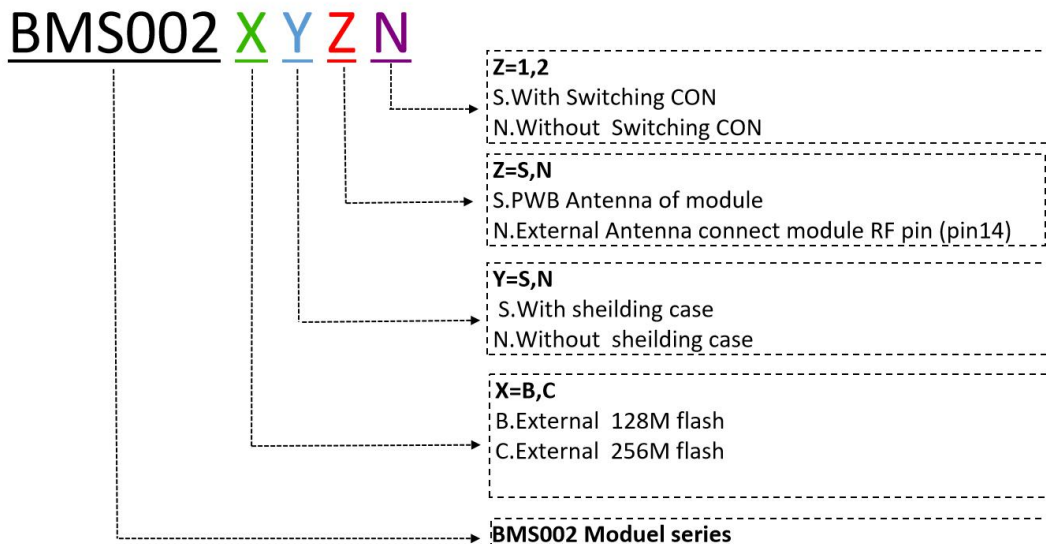 BMS002 X Y Z N
Z=1,2
S.With Switching CON
N.Without Switching CON
Z=S,N
S.PWB Antenna of module
N.External Antenna connect module RF pin (pin14)
Y=S,N
S.With sheilding case
N.Without sheilding case
X=B,C
B.External 128M flash
C.External 256M flash
BMS002 Moduel series